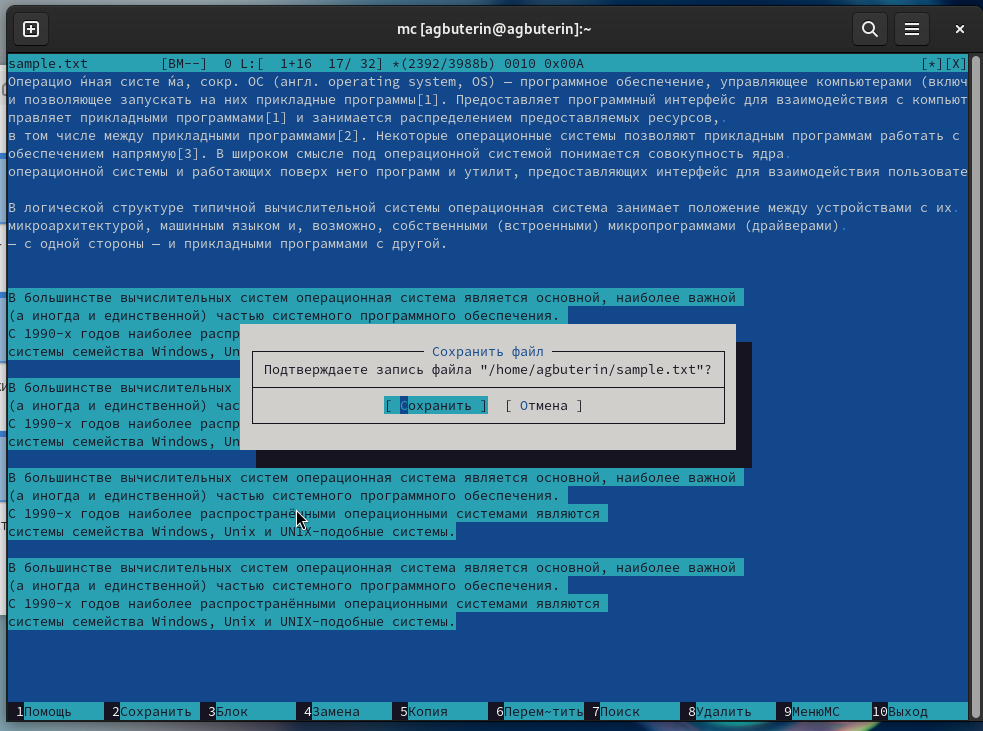 mc [agbuterin@agbuterin]:~
sample.txt [BM--] 0 L:[ 1+16 17/ 32] *(2392/3988b) 0010 0x00A [*][X]
Операцио́нная систе́ма, сокр. ОС (англ. operating system, OS) — программное обеспечение, управляющее компьютерами (включ
и позволяющее запускать на них прикладные программы[1]. Предоставляет программный интерфейс для взаимодействия с компьют
правляет прикладными программами[1] и занимается распределением предоставляемых ресурсов,.
в том числе между прикладными программами[2]. Некоторые операционные системы позволяют прикладным программам работать с
обеспечением напрямую[3]. В широком смысле под операционной системой понимается совокупность ядра.
операционной системы и работающих поверх него программ и утилит, предоставляющих интерфейс для взаимодействия пользовате
В логической структуре типичной вычислительной системы операционная система занимает положение между устройствами с их.
микроархитектурой, машинным языком и, возможно, собственными (встроенными) микропрограммами (драйверами).
— с одной стороны — и прикладными программами с другой.
В большинстве вычислительных систем операционная система является основной, наиболее важной
(а иногда и единственной) частью системного программного обеспечения.
С 1990-х годов наиболее распр
системы семейства Windows, Un
Сохранить файл
Подтверждаете запись файла "/home/agbuterin/sample.txt"?
[ Сохранить ] [ Отмена ]
В большинстве вычислительных
(а иногда и единственной) час
С 1990-х годов наиболее распр
системы семейства Windows, Un
В большинстве вычислительных систем операционная система является основной, наиболее важной
(а иногда и единственной) частью системного программного обеспечения.
С 1990-х годов наиболее распространёнными операционными системами являются
системы семейства Windows, Unix и UNIX-подобные системы.
В большинстве вычислительных систем операционная система является основной, наиболее важной
(а иногда и единственной) частью системного программного обеспечения.
С 1990-х годов наиболее распространёнными операционными системами являются
системы семейства Windows, Unix и UNIX-подобные системы.
1Помощь 2Сохранить 3Блок 4Замена 5Копия 6Перем~тить 7Поиск 8Удалить 9МенюMC 10Выход